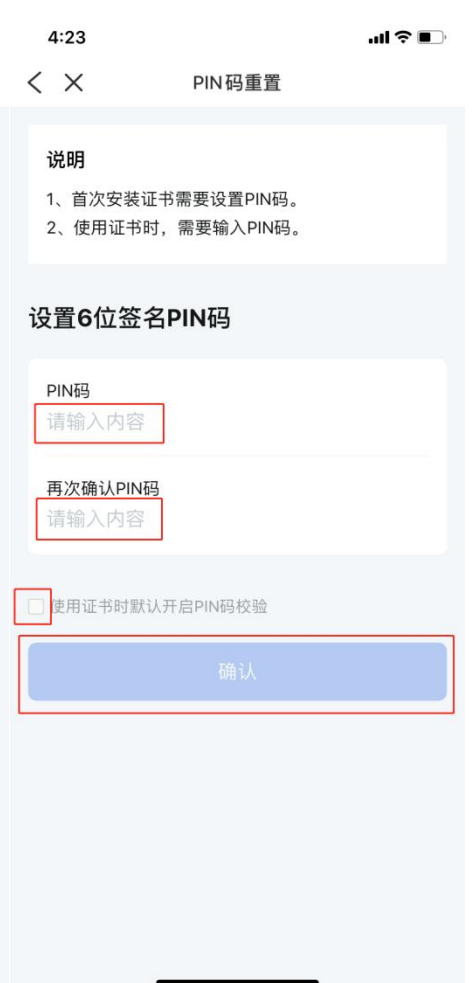 4:23
PIN码重置
说明
1、首次安装证书需要设置PIN码。
2、使用证书时，需要输入PIN码。
设置6位签名PIN码
PIN码
请输入内容
再次确认PIN码
请输入内容
使用证书时默认开启PIN码校验
确认